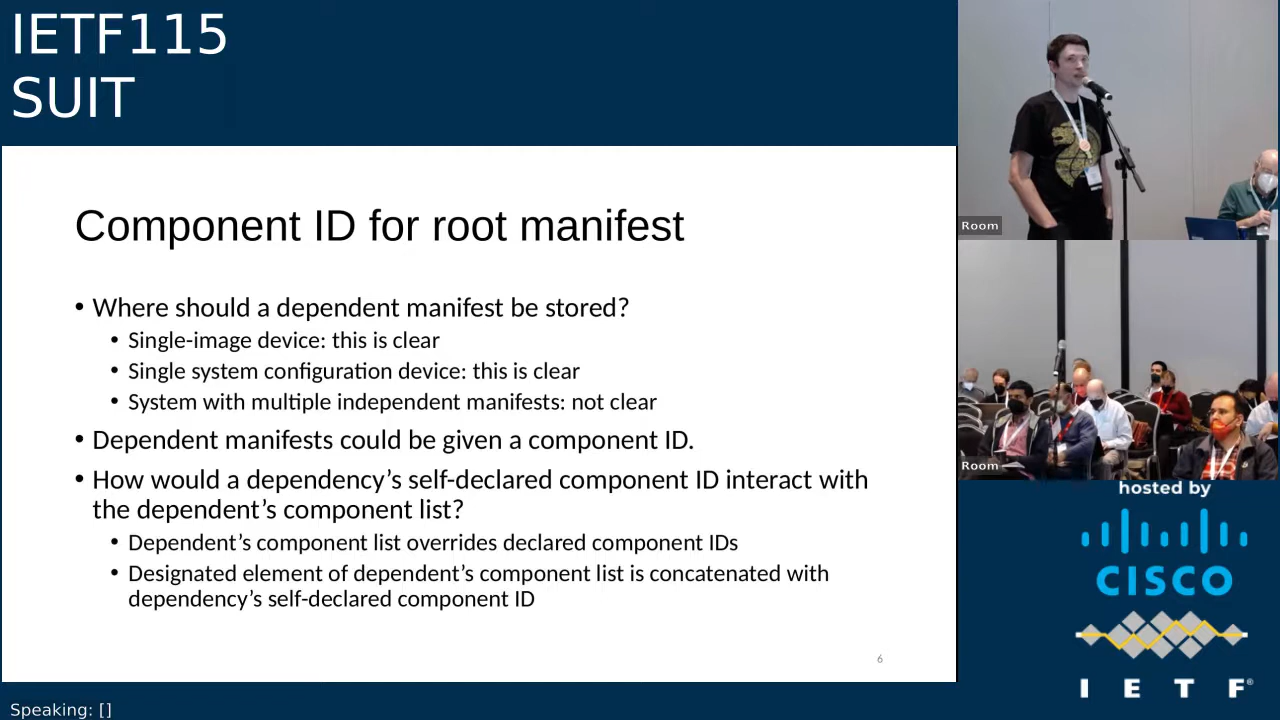 IETF115
SUIT
Component ID for root manifest
• Where should a dependent manifest be stored?
• Single-image device: this is clear
• Single system configuration device: this is clear
• System with multiple independent manifests: not clear
• Dependent manifests could be given a component ID.
• How would a dependency’s self-declared component ID interact with
the dependent’s component list?
• Dependent’s component list overrides declared component IDs
• Designated element of dependent’s component list is concatenated with
dependency’s self-declared component ID
6
Speaking: []
Room
Room
hosted by
CISCO
I E T F®